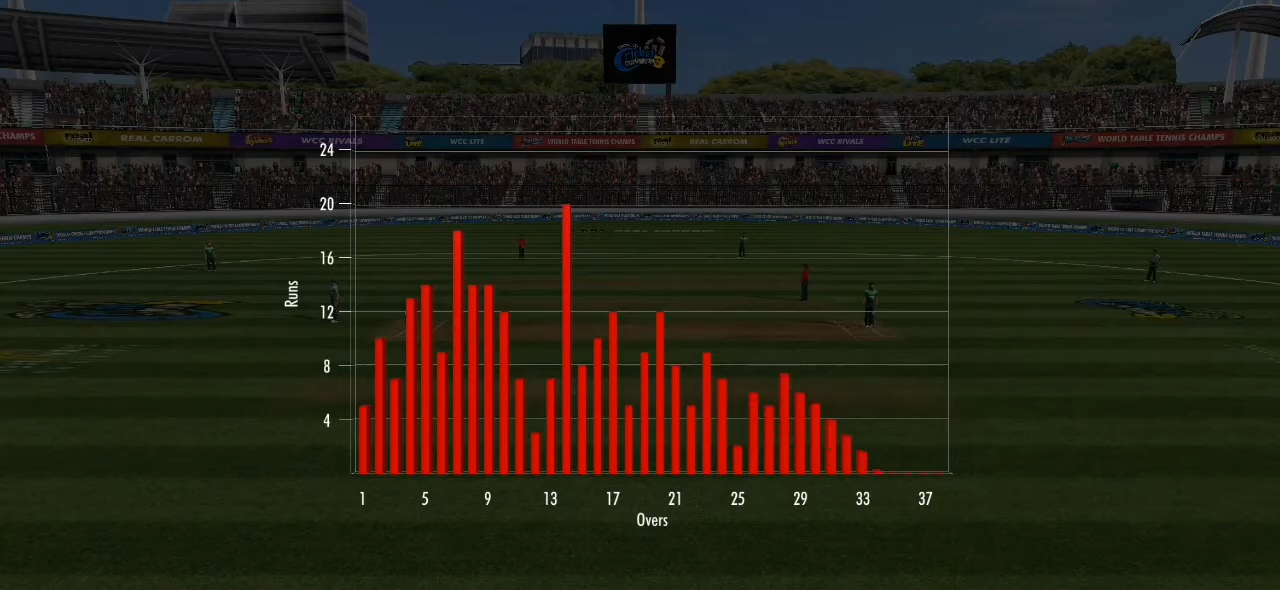 CHAMPS
REAL CARROM
WCC RIVALS
WCC LITE
WORLD TABLE TENNIS CHAMPS
REAL CARROM
WCC RIVALS
WCC LITE
WORLD TABLE TENNIS CHAMPS
24
20
16
12
8
4
Runs
1 5 9 13 17 21 25 29 33 37
Overs